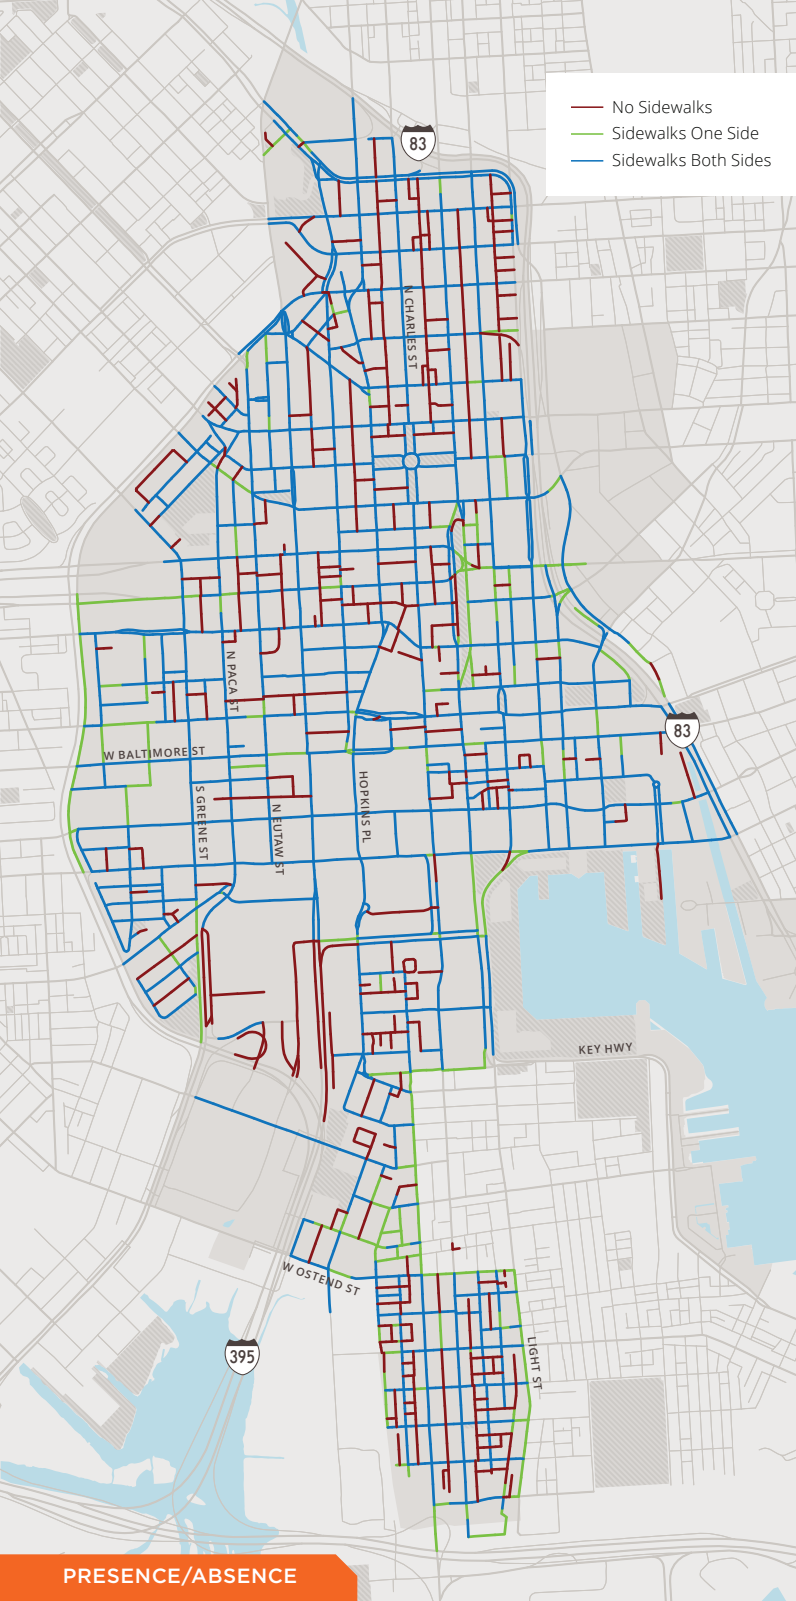 83
No Sidewalks
Sidewalks One Side
Sidewalks Both Sides
N CHARLES ST
N PACA ST
83
W BALTIMORE ST
S GREENE ST
N EUTAW ST
HOPKINS PL
KEY HWY
W OSTEND ST
LIGHT ST
395
PRESENCE/ABSENCE